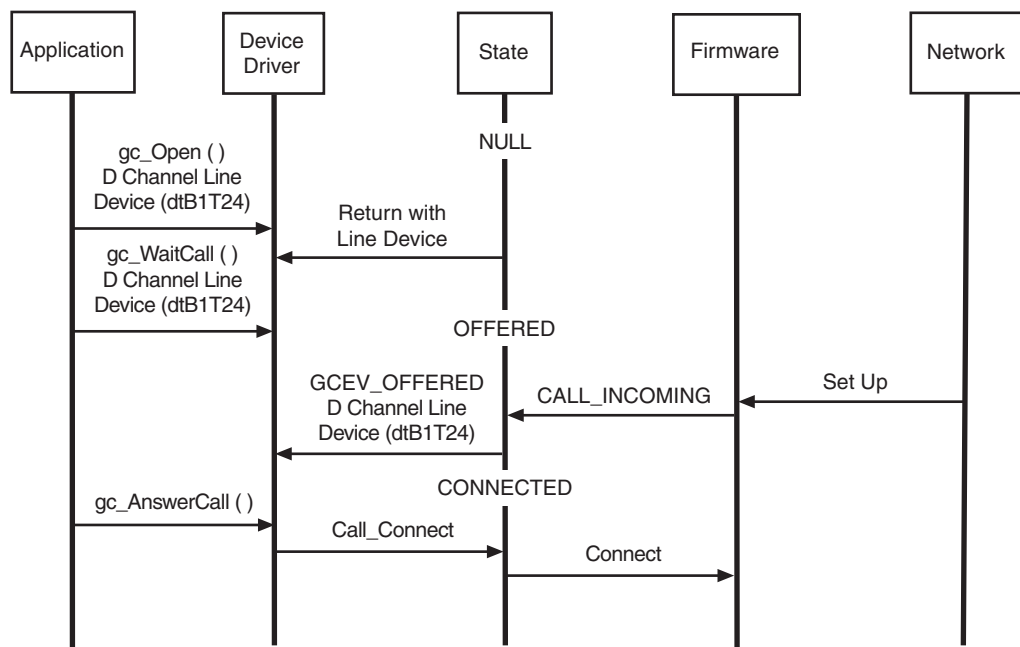 Application
Device
Driver
State
Firmware
Network
NULL
gc_Open ( )
D Channel Line
Device (dtB1T24)
Return with
Line Device
gc_WaitCall ( )
D Channel Line
Device (dtB1T24)
OFFERED
GCEV_OFFERED
D Channel Line
Device (dtB1T24)
CALL_INCOMING
Set Up
CONNECTED
gc_AnswerCall ( )
Call_Connect
Connect